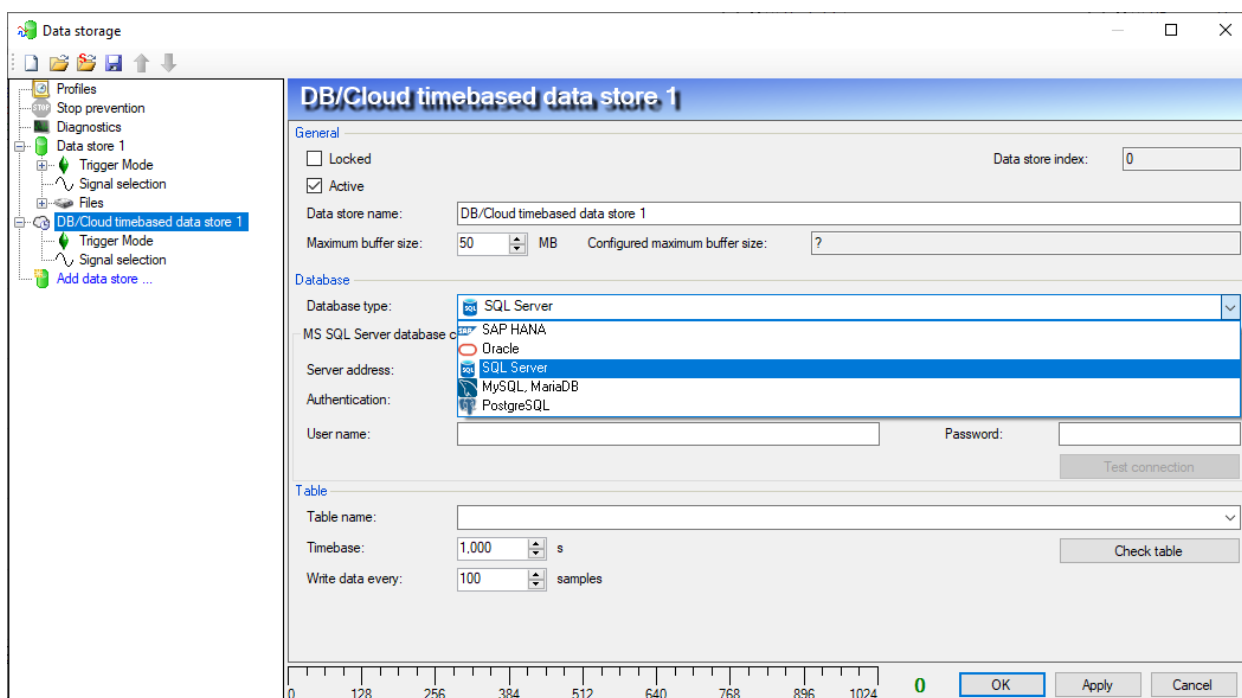 Data storage
Profiles
Stop prevention
Diagnostics
Data store 1
Trigger Mode
Signal selection
Files
DB/Cloud timebased data store 1
Trigger Mode
Signal selection
Add data store ...
DB/Cloud timebased data store 1
General
Locked
Data store index: 0
Active
Data store name: DB/Cloud timebased data store 1
Maximum buffer size: 50 MB Configured maximum buffer size: ?
Database
Database type: SQL Server
SAP HANA
MS SQL Server database c
Oracle
Server address: SQL Server
MySQL, MariaDB
Authentication:
PostgreSQL
User name: Password:
Test connection
Table
Table name:
Timebase: 1,000 s Check table
Write data every: 100 samples
0 128 256 384 512 640 768 896 1024 0 OK Apply Cancel